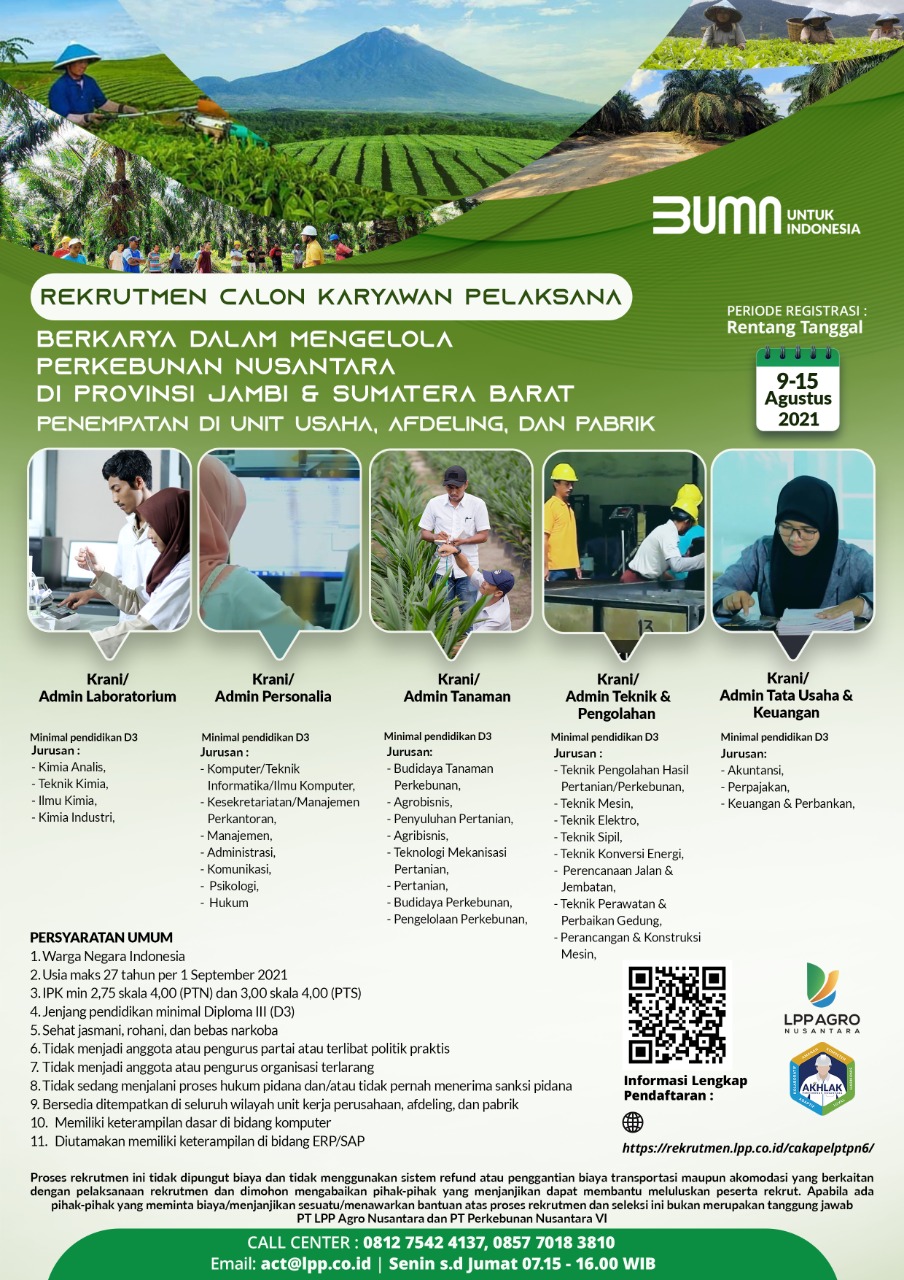 BUMN UNTUK
INDONESIA
REKRUTMEN CALON KARYAWAN PELAKSANA
BERKARYA DALAM MENGELOLA
PERKEBUNAN NUSANTARA
DI PROVINSI JAMBI & SUMATERA BARAT
PENEMPATAN DI UNIT USAHA, AFDELING, DAN PABRIK
PERIODE REGISTRASI :
Rentang Tanggal
9-15
Agustus
2021
13
Krani/
Admin Laboratorium
Minimal pendidikan D3
Jurusan :
- Kimia Analis,
- Teknik Kimia,
- Ilmu Kimia,
- Kimia Industri,
Krani/
Admin Personalia
Minimal pendidikan D3
Jurusan :
- Komputer/Teknik
Informatika/Ilmu Komputer,
- Kesekretariatan/Manajemen
Perkantoran,
- Manajemen,
- Administrasi,
- Komunikasi,
- Psikologi,
- Hukum
Krani/
Admin Tanaman
Minimal pendidikan D3
Jurusan:
- Budidaya Tanaman
Perkebunan,
- Agrobisnis,
- Penyuluhan Pertanian,
- Agribisnis,
- Teknologi Mekanisasi
Pertanian,
- Pertanian,
- Budidaya Perkebunan,
- Pengelolaan Perkebunan,
Krani/
Admin Teknik &
Pengolahan
Minimal pendidikan D3
Jurusan :
- Teknik Pengolahan Hasil
Pertanian/Perkebunan,
- Teknik Mesin,
- Teknik Elektro,
- Teknik Sipil,
- Teknik Konversi Energi,
- Perencanaan Jalan &
Jembatan,
- Teknik Perawatan &
Perbaikan Gedung,
- Perancangan & Konstruksi
Mesin,
Krani/
Admin Tata Usaha &
Keuangan
Minimal pendidikan D3
Jurusan:
- Akuntansi,
- Perpajakan,
- Keuangan & Perbankan,
PERSYARATAN UMUM
1. Warga Negara Indonesia
2. Usia maks 27 tahun per 1 September 2021
3. IPK min 2,75 skala 4,00 (PTN) dan 3,00 skala 4,00 (PTS)
4. Jenjang pendidikan minimal Diploma III (D3)
5. Sehat jasmani, rohani, dan bebas narkoba
6. Tidak menjadi anggota atau pengurus partai atau terlibat politik praktis
7. Tidak menjadi anggota atau pengurus organisasi terlarang
8. Tidak sedang menjalani proses hukum pidana dan/atau tidak pernah menerima sanksi pidana
9. Bersedia ditempatkan di seluruh wilayah unit kerja perusahaan, afdeling, dan pabrik
10. Memiliki keterampilan dasar di bidang komputer
11. Diutamakan memiliki keterampilan di bidang ERP/SAP
Informasi Lengkap
Pendaftaran :
https://rekrutmen.lpp.co.id/cakapelptpn6/
LPP AGRO
NUSANTARA
AKHLAK
Proses rekrutmen ini tidak dipungut biaya dan tidak menggunakan sistem refund atau penggantian biaya transportasi maupun akomodasi yang berkaitan
dengan pelaksanaan rekrutmen dan dimohon mengabaikan pihak-pihak yang menjanjikan dapat membantu meluluskan peserta rekrut. Apabila ada
pihak-pihak yang meminta biaya/menjanjikan sesuatu/menawarkan bantuan atas proses rekrutmen dan seleksi ini bukan merupakan tanggung jawab
PT LPP Agro Nusantara dan PT Perkebunan Nusantara VI
CALL CENTER : 0812 7542 4137, 0857 7018 3810
Email: act@lpp.co.id | Senin s.d Jumat 07.15 - 16.00 WIB